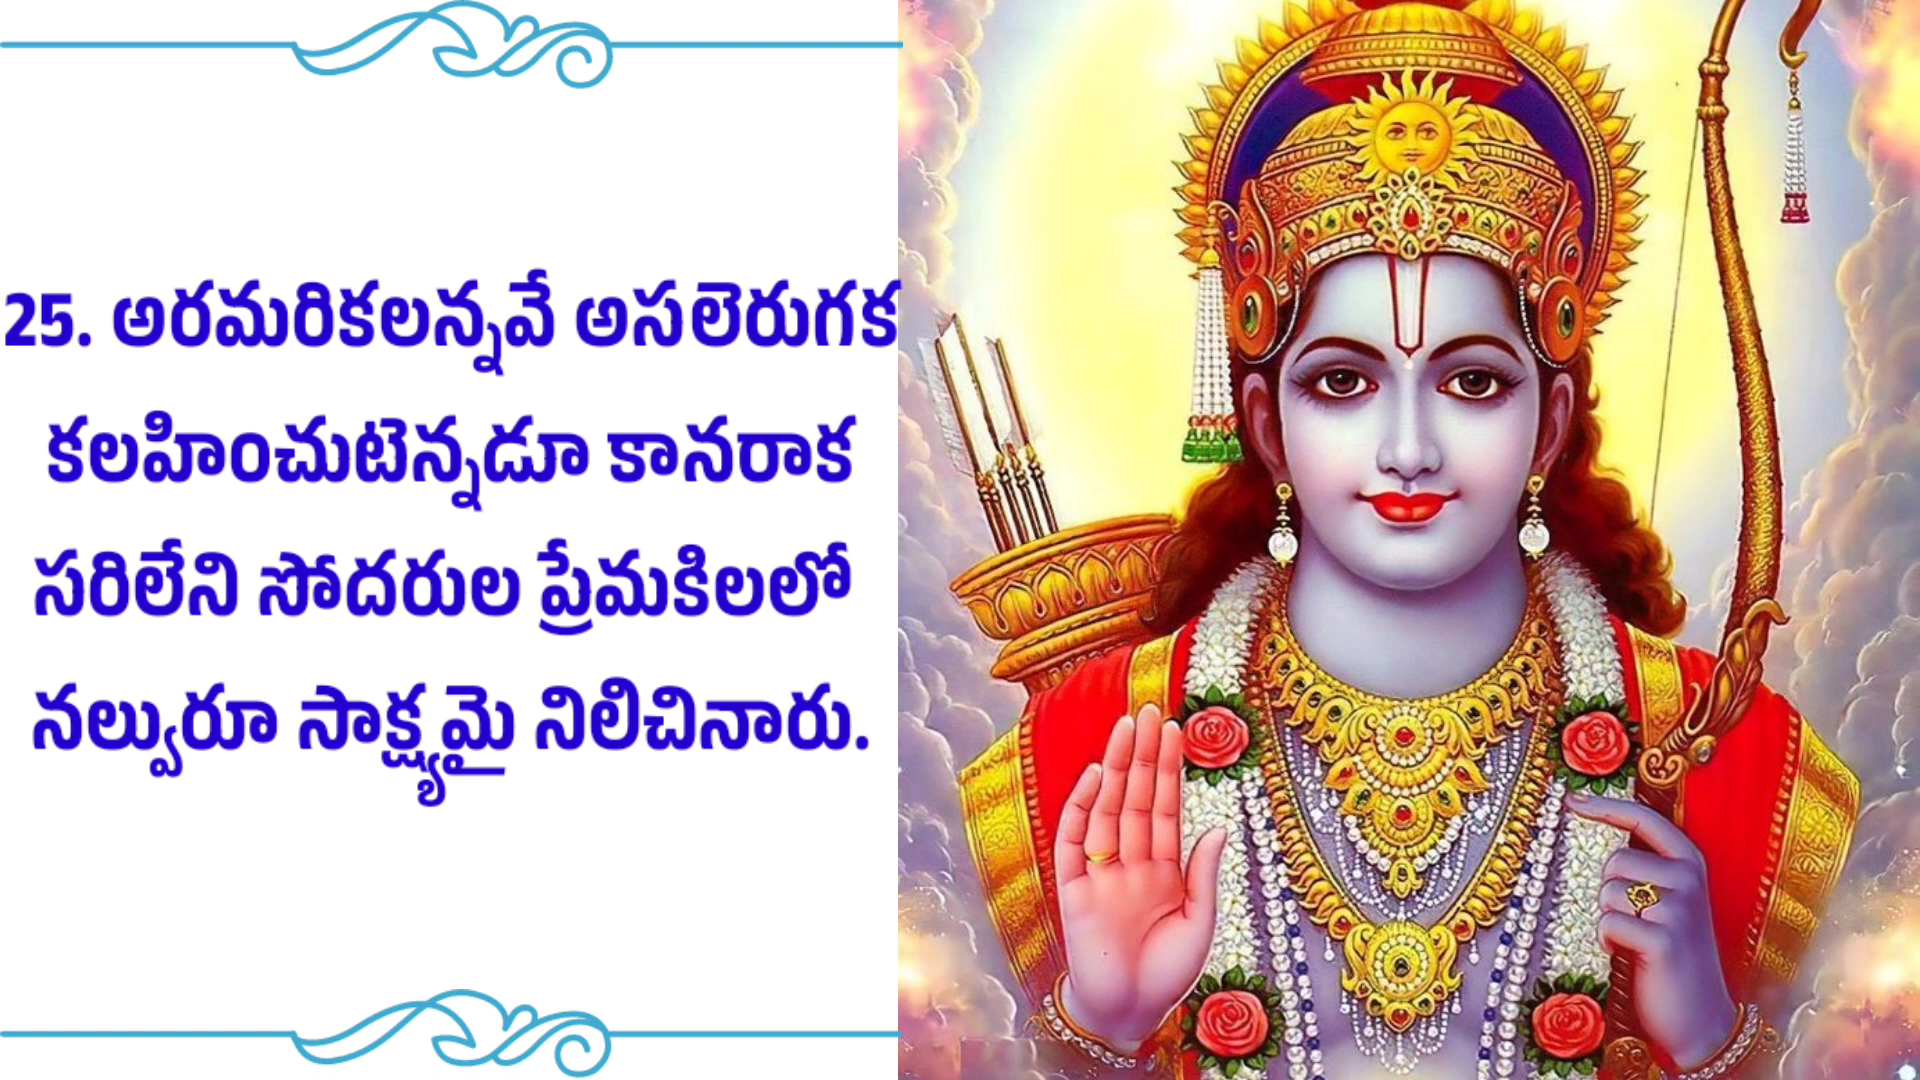 25. అరమరికలన్నవే అసలెరుగక
కలహించుటెన్నడూ కానరాక
సరిలేని సోదరుల ప్రేమకిలలో
నల్వురూ సాక్ష్యమై నిలిచినారు.